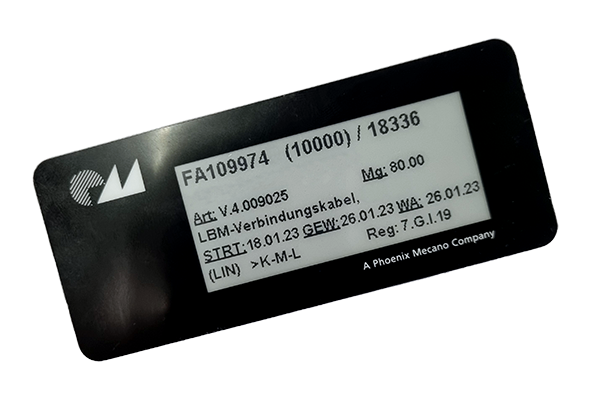 FA109974 (10000) / 18336
Mg: 80.00
Art: V.4.009025
LBM-Verbindungskabel,
STRT:18.01.23 GEW:26.01.23 WA: 26.01.23
(LIN) >K-M-L Reg: 7.G.I.19
A Phoenix Mecano Company